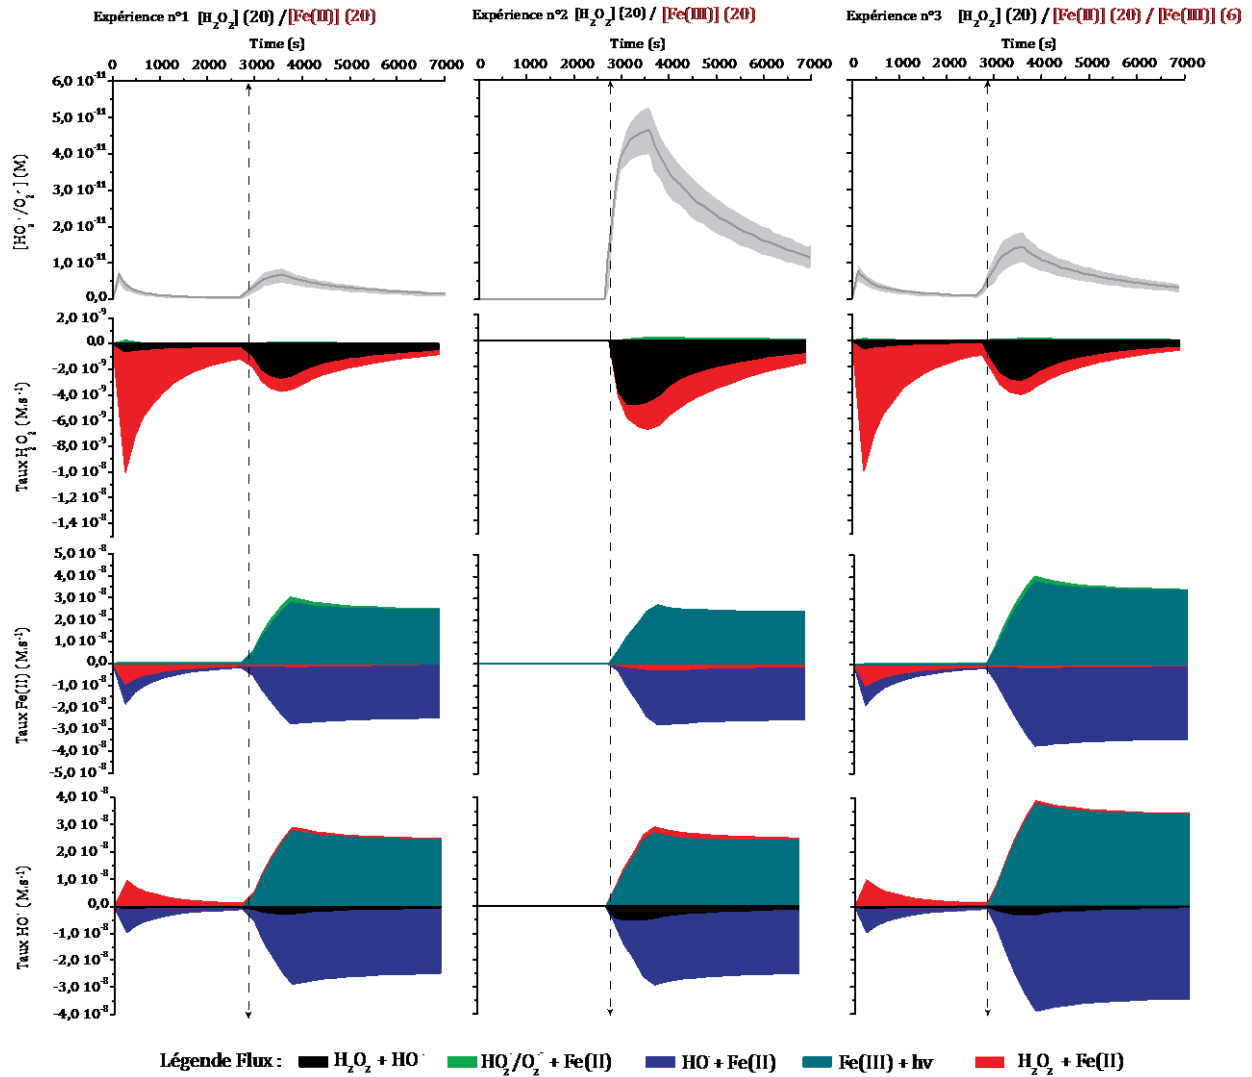 Expérience n°1 [H₂O₂] (20) / [Fe(II)] (20)
Expérience n°2 [H₂O₂] (20) / [Fe(III)] (20)
Expérience n°3 [H₂O₂] (20) / [Fe(II)] (20) / [Fe(III)] (6)
Time (s)
Time (s)
Time (s)
0 1000 2000 3000 4000 5000 6000 7000
0 1000 2000 3000 4000 5000 6000 7000
0 1000 2000 3000 4000 5000 6000 7000
[HO₂˙/O₂˙⁻] (M)
6,0 10⁻¹¹
5,0 10⁻¹¹
4,0 10⁻¹¹
3,0 10⁻¹¹
2,0 10⁻¹¹
1,0 10⁻¹¹
0,0
Taux H₂O₂ (M.s⁻¹)
2,0 10⁻⁹
0,0
-2,0 10⁻⁹
-4,0 10⁻⁹
-6,0 10⁻⁹
-8,0 10⁻⁹
-1,0 10⁻⁸
-1,2 10⁻⁸
-1,4 10⁻⁸
Taux Fe(II) (M.s⁻¹)
5,0 10⁻⁸
4,0 10⁻⁸
3,0 10⁻⁸
2,0 10⁻⁸
1,0 10⁻⁸
0,0
-1,0 10⁻⁸
-2,0 10⁻⁸
-3,0 10⁻⁸
-4,0 10⁻⁸
-5,0 10⁻⁸
Taux HO˙ (M.s⁻¹)
4,0 10⁻⁸
3,0 10⁻⁸
2,0 10⁻⁸
1,0 10⁻⁸
0,0
-1,0 10⁻⁸
-2,0 10⁻⁸
-3,0 10⁻⁸
-4,0 10⁻⁸
Légende Flux : H₂O₂ + HO˙ HO₂˙/O₂˙⁻ + Fe(II) HO˙ + Fe(II) Fe(III) + hν H₂O₂ + Fe(II)